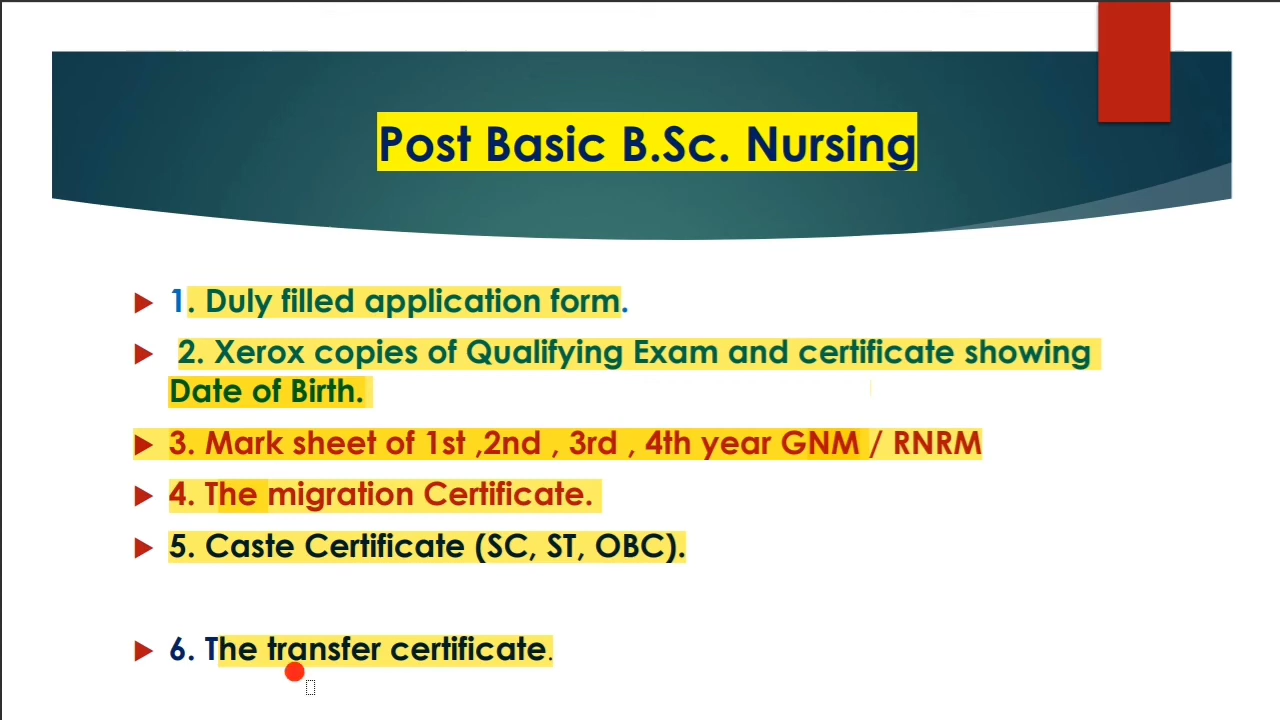 Post Basic B.Sc. Nursing
1. Duly filled application form.
2. Xerox copies of Qualifying Exam and certificate showing
Date of Birth.
3. Mark sheet of 1st ,2nd , 3rd , 4th year GNM / RNRM
4. The migration Certificate.
5. Caste Certificate (SC, ST, OBC).
6. The transfer certificate.